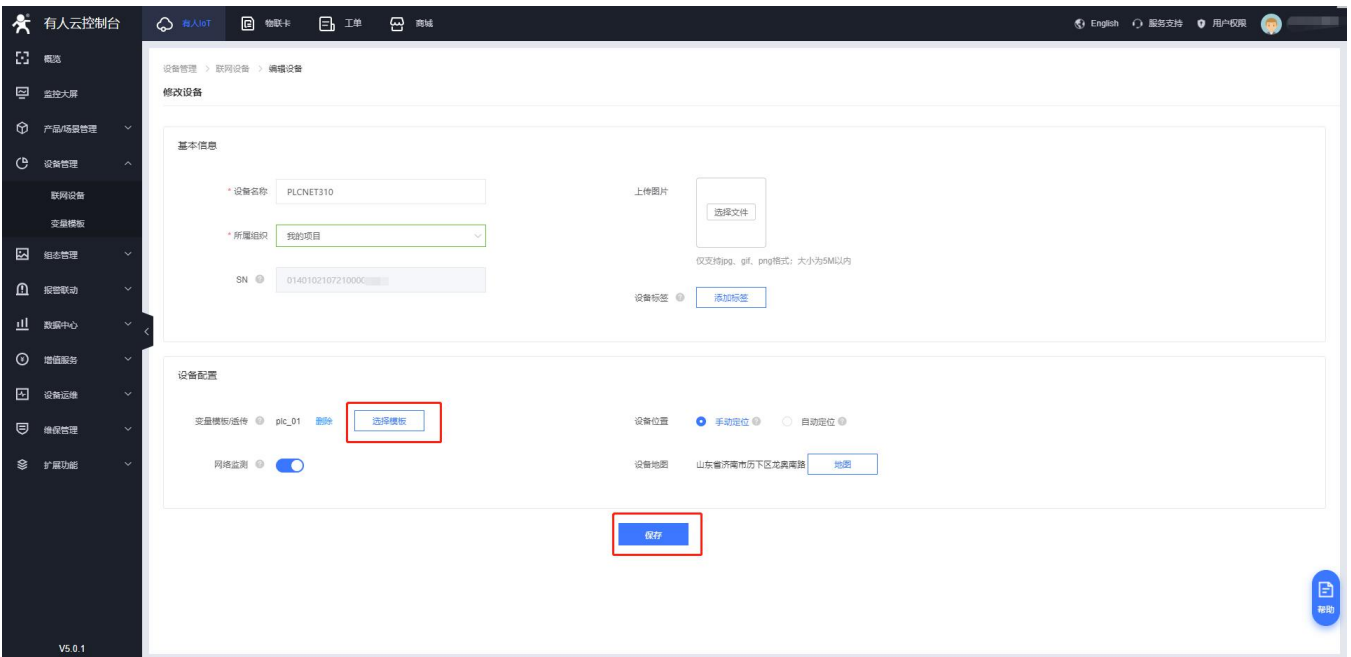 有人云控制台 有人IoT 物联卡 工单 商城 English 服务支持 用户权限
概览
监控大屏
产品/场景管理
设备管理
联网设备
变量模板
组态管理
报警联动
数据中心
增值服务
设备运维
维保管理
扩展功能
V5.0.1
设备管理 > 联网设备 > 编辑设备
修改设备
基本信息
* 设备名称 PLCNET310
* 所属组织 我的项目
SN 0140102107210000
上传图片
选择文件
仅支持jpg、gif、png格式; 大小为5M以内
设备标签 添加标签
设备配置
变量模板/透传 plc_01 删除 选择模板
网络监测
设备位置 手动定位 自动定位
设备地图 山东省济南市历下区龙奥南路 地图
保存
帮助